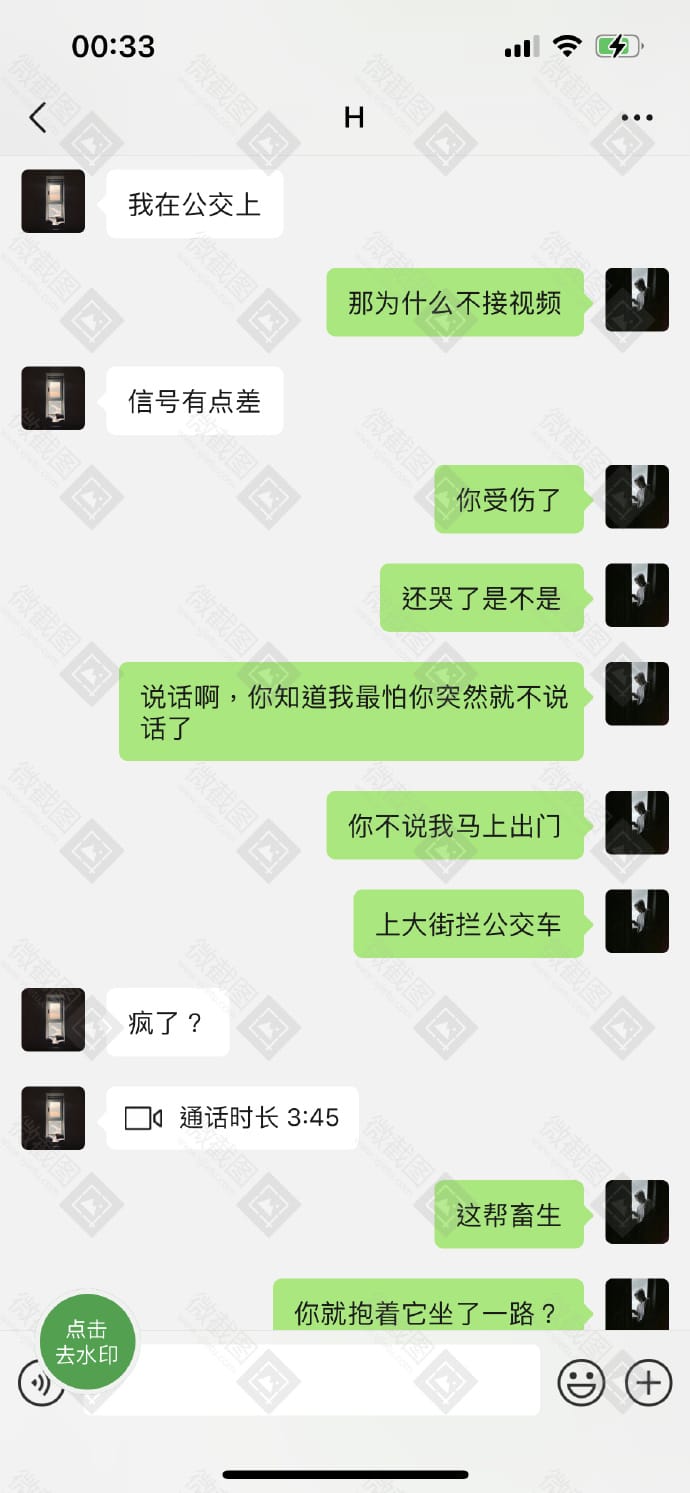 00:33
H
我在公交上
那为什么不接视频
信号有点差
你受伤了
还哭了是不是
说话啊，你知道我最怕你突然就不说
话了
你不说我马上出门
上大街拦公交车
疯了？
通话时长 3:45
这帮畜生
你就抱着它坐了一路？
点击
去水印
微截图